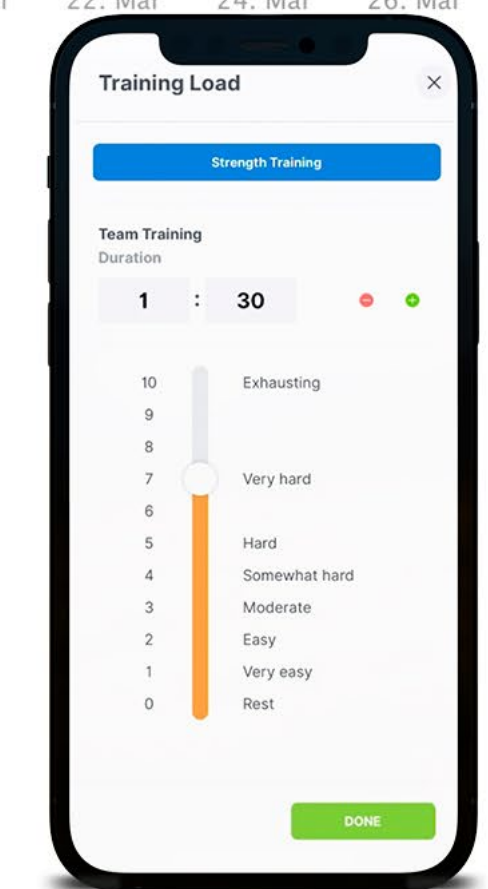 22. Mar 24. Mar 26. Mar
Training Load
Strength Training
Team Training
Duration
1 : 30
10 Exhausting
9
8
7 Very hard
6
5 Hard
4 Somewhat hard
3 Moderate
2 Easy
1 Very easy
0 Rest
DONE